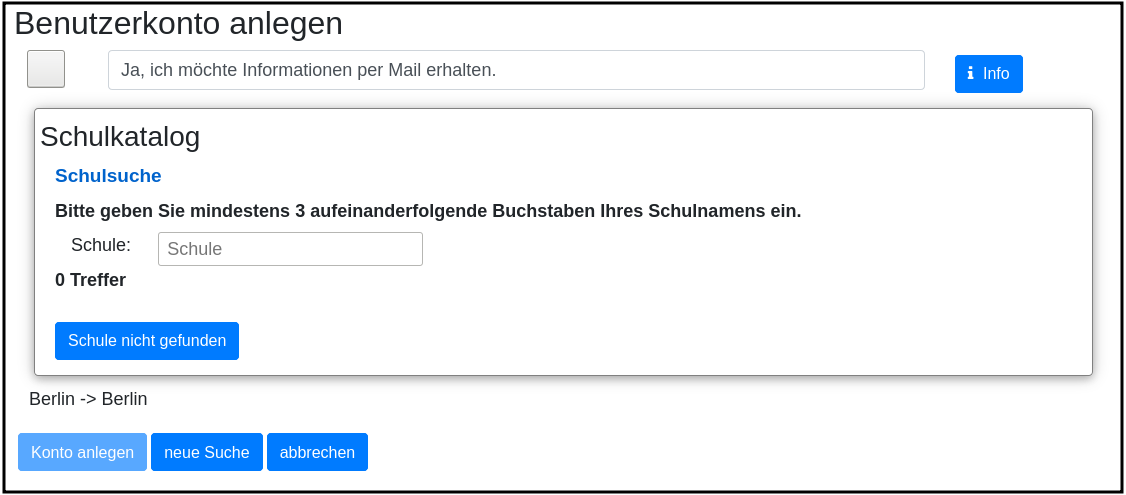 Benutzerkonto anlegen
Ja, ich möchte Informationen per Mail erhalten.
Info
Schulkatalog
Schulsuche
Bitte geben Sie mindestens 3 aufeinanderfolgende Buchstaben Ihres Schulnamens ein.
Schule: Schule
0 Treffer
Schule nicht gefunden
Berlin -> Berlin
Konto anlegen neue Suche abbrechen